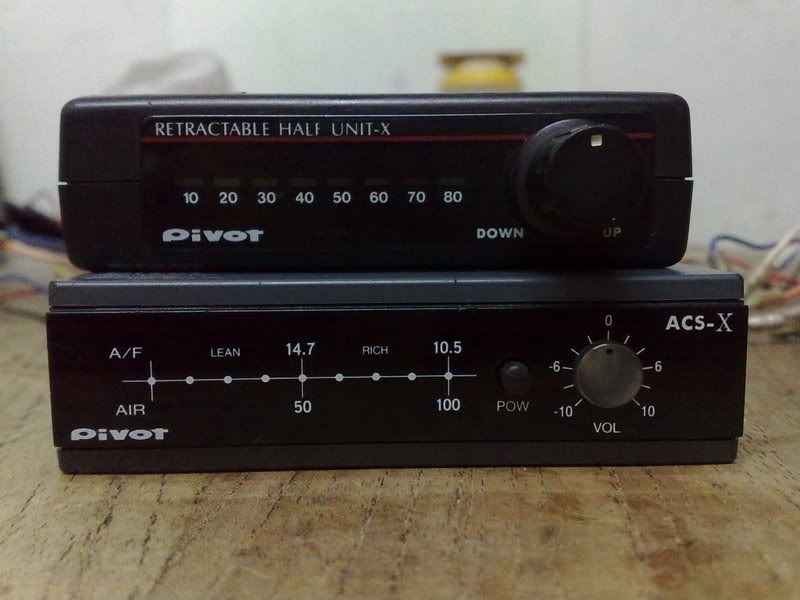 RETRACTABLE HALF UNIT-X
10 20 30 40 50 60 70 80
PIVOT
DOWN UP
ACS-X
A/F LEAN 14.7 RICH 10.5
AIR 50 100
POW
0
-6 6
-10 10
VOL
PIVOT